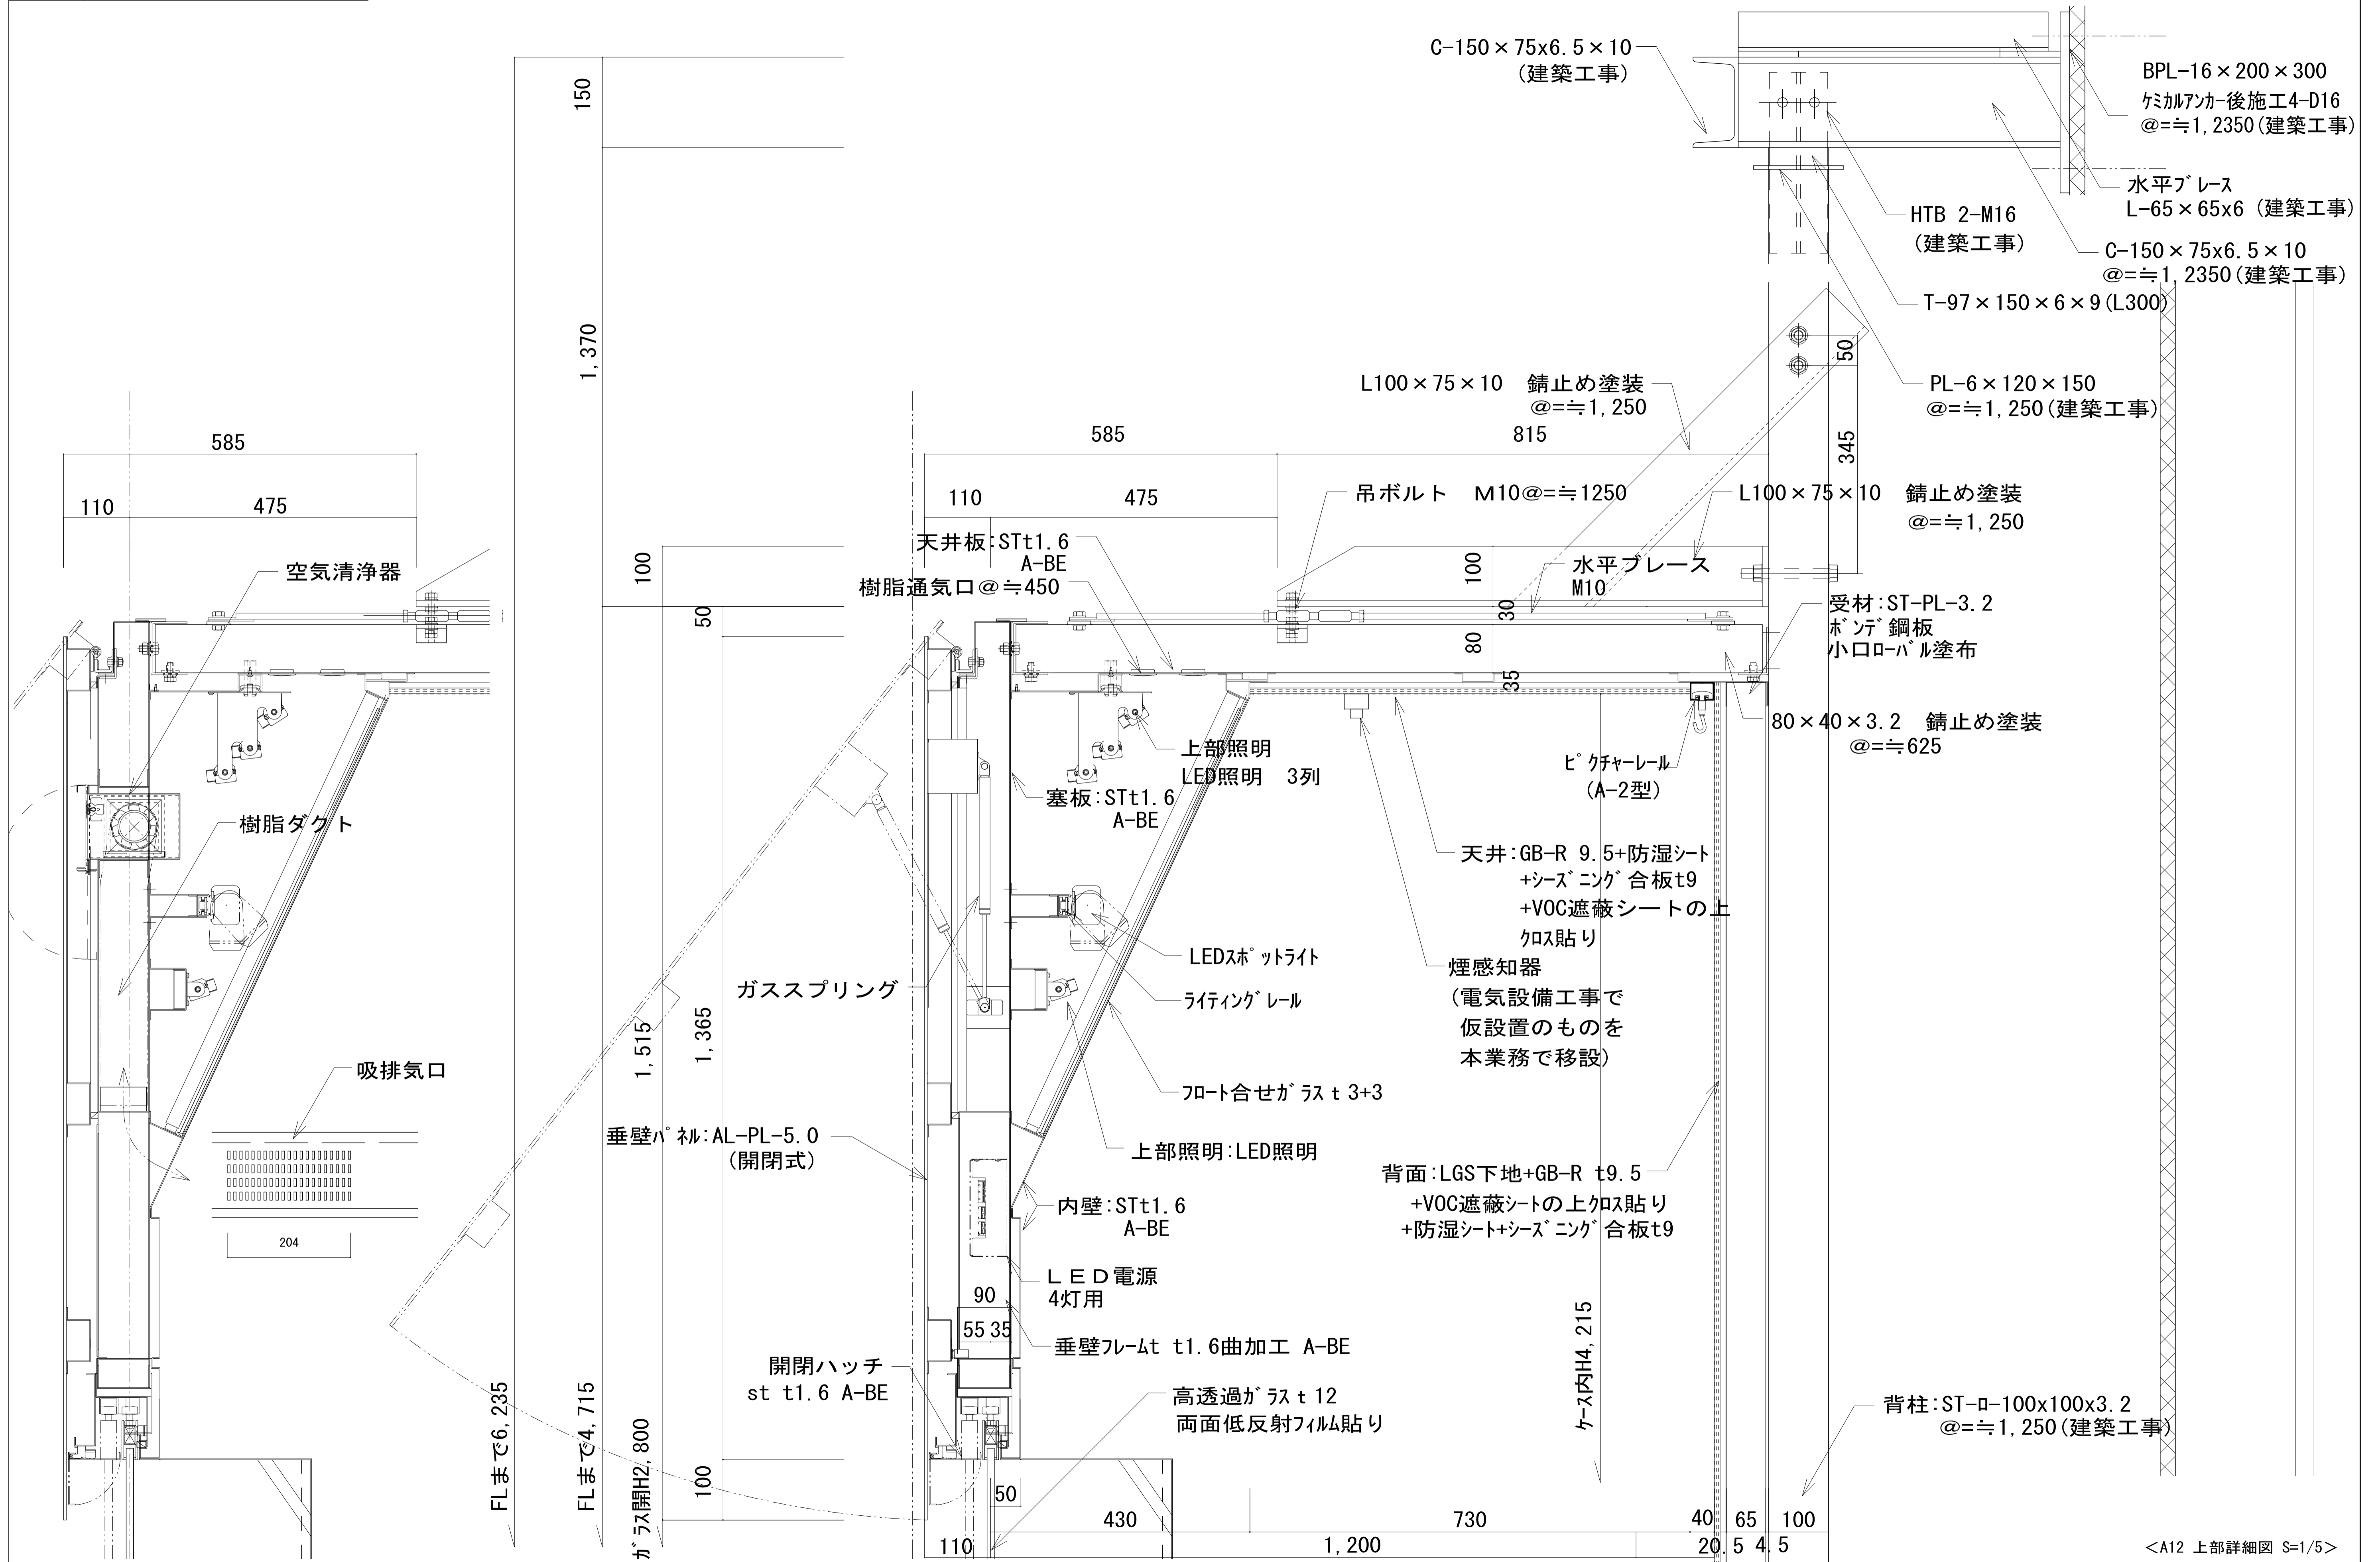 C-150×75x6.5×10
(建築工事)
BPL-16×200×300
ケミカルアンカー後施工4-D16
@=≒1,2350(建築工事)
水平ブレース
L-65×65x6 (建築工事)
HTB 2-M16
(建築工事)
C-150×75x6.5×10
@=≒1,2350(建築工事)
T-97×150×6×9(L300)
PL-6×120×150
@=≒1,250(建築工事)
L100×75×10 錆止め塗装
@=≒1,250
150
1,370
50
345
585
110
475
585
815
110
475
吊ボルト M10@=≒1250
L100×75×10 錆止め塗装
@=≒1,250
天井板:STt1.6
A-BE
樹脂通気口@≒450
空気清浄器
100
50
100
30
80
35
水平ブレース
M10
受材:ST-PL-3.2
ボンデ鋼板
小口ローバル塗布
80×40×3.2 錆止め塗装
@=≒625
上部照明
LED照明 3列
ピクチャーレール
(A-2型)
塞板:STt1.6
A-BE
樹脂ダクト
天井:GB-R 9.5+防湿シート
+シーズニング合板t9
+VOC遮蔽シートの上
クロス貼り
LEDスポットライト
ライティングレール
煙感知器
(電気設備工事で
仮設置のものを
本業務で移設)
ガススプリング
1,515
1,365
吸排気口
フロート合せガラスt3+3
垂壁パネル:AL-PL-5.0
(開閉式)
上部照明:LED照明
背面:LGS下地+GB-R t9.5
+VOC遮蔽シートの上クロス貼り
+防湿シート+シーズニング合板t9
内壁:STt1.6
A-BE
204
LED電源
4灯用
90
55
35
垂壁フレームt t1.6曲加工 A-BE
開閉ハッチ
st t1.6 A-BE
高透過ガラスt12
両面低反射フィルム貼り
ケース内H4,215
背柱:ST-ロ-100x100x3.2
@=≒1,250(建築工事)
FLまで6,235
FLまで4,715
ガラス開H2,800
100
50
430
730
40
65
100
110
1,200
20.5
4.5
<A12 上部詳細図 S=1/5>